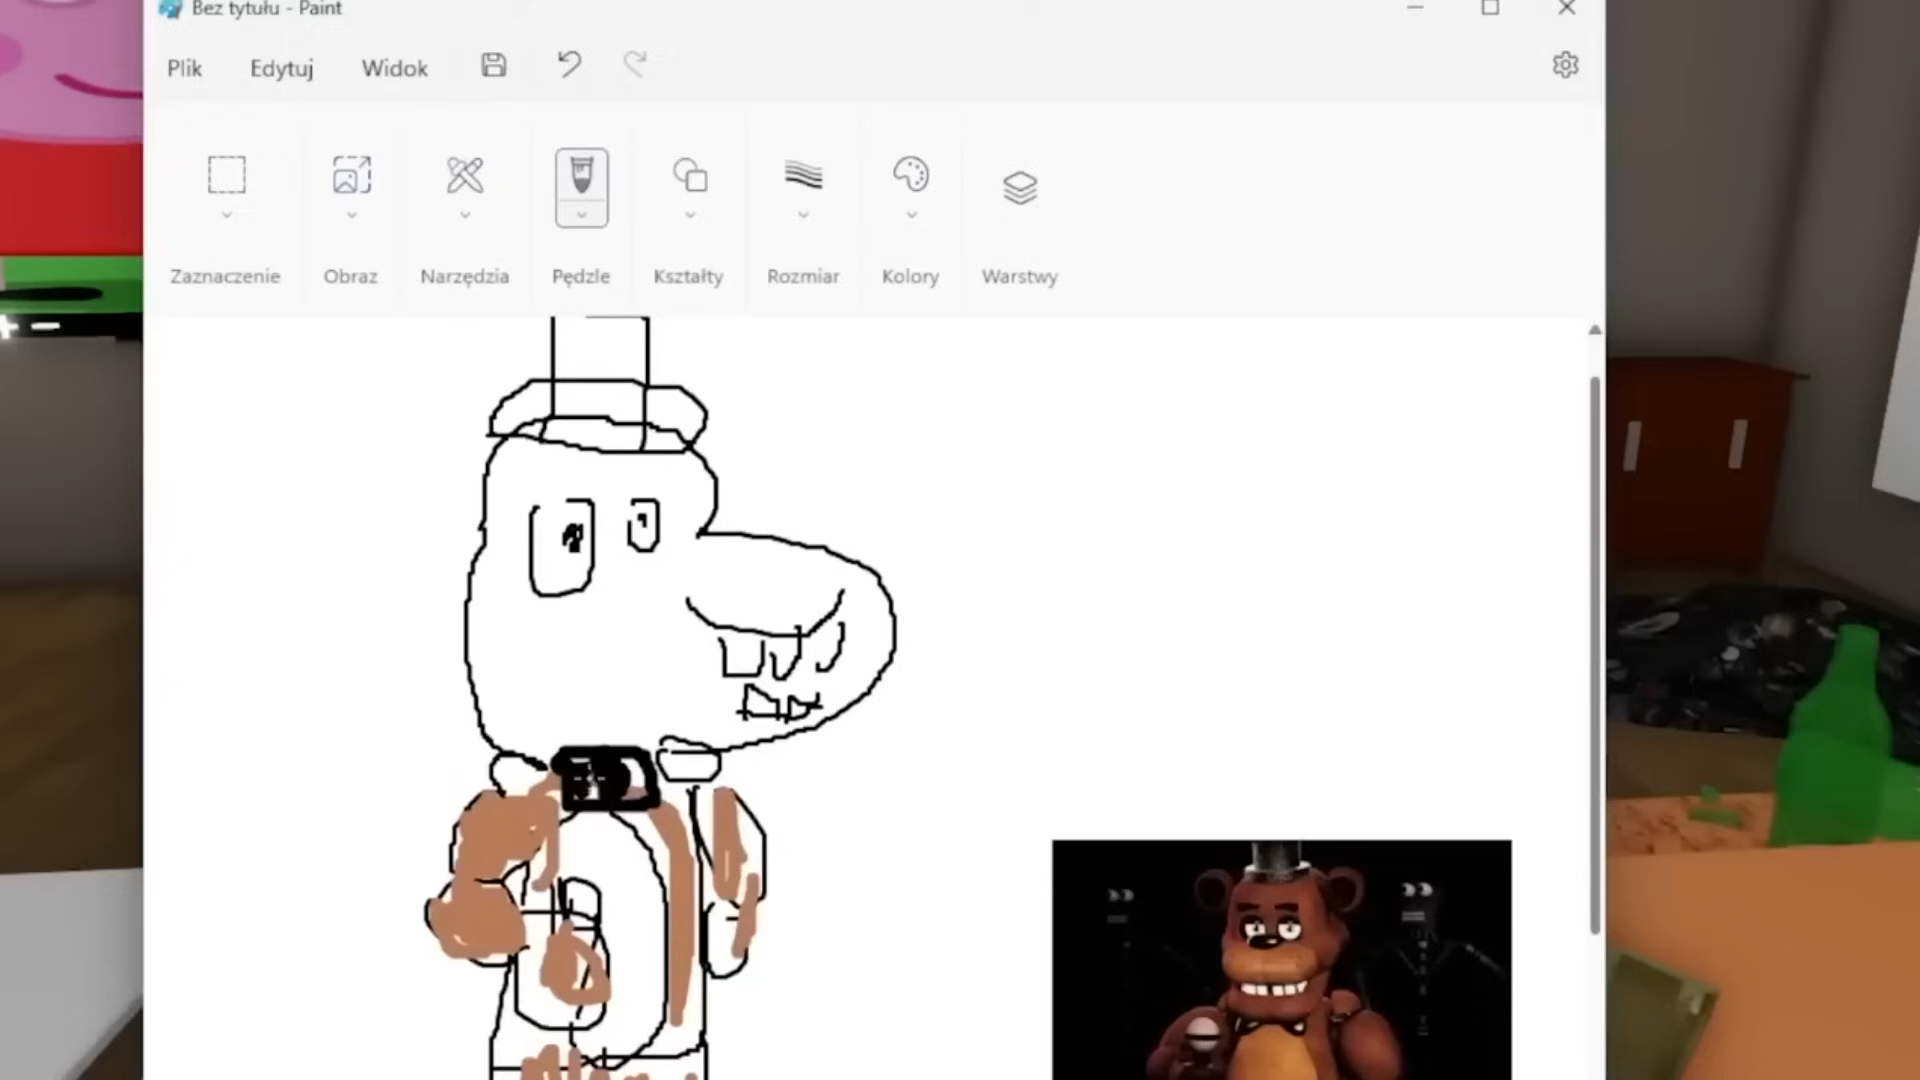 Bez tytułu - Paint
Plik Edytuj Widok
Zaznaczenie Obraz Narzędzia Pędzle Kształty Rozmiar Kolory Warstwy